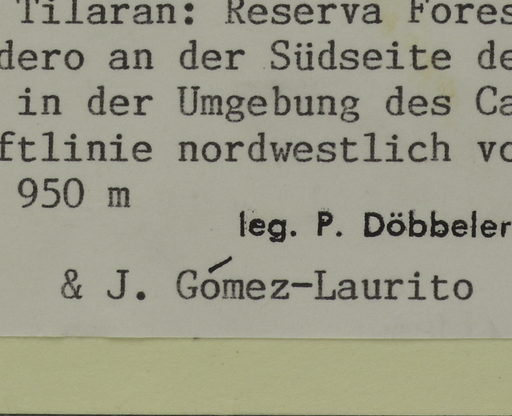 Tilaran: Reserva Fores
dero an der Südseite de
in der Umgebung des Ca
ftlinie nordwestlich vo
950 m
leg. P. Döbbeler
& J. Gómez-Laurito